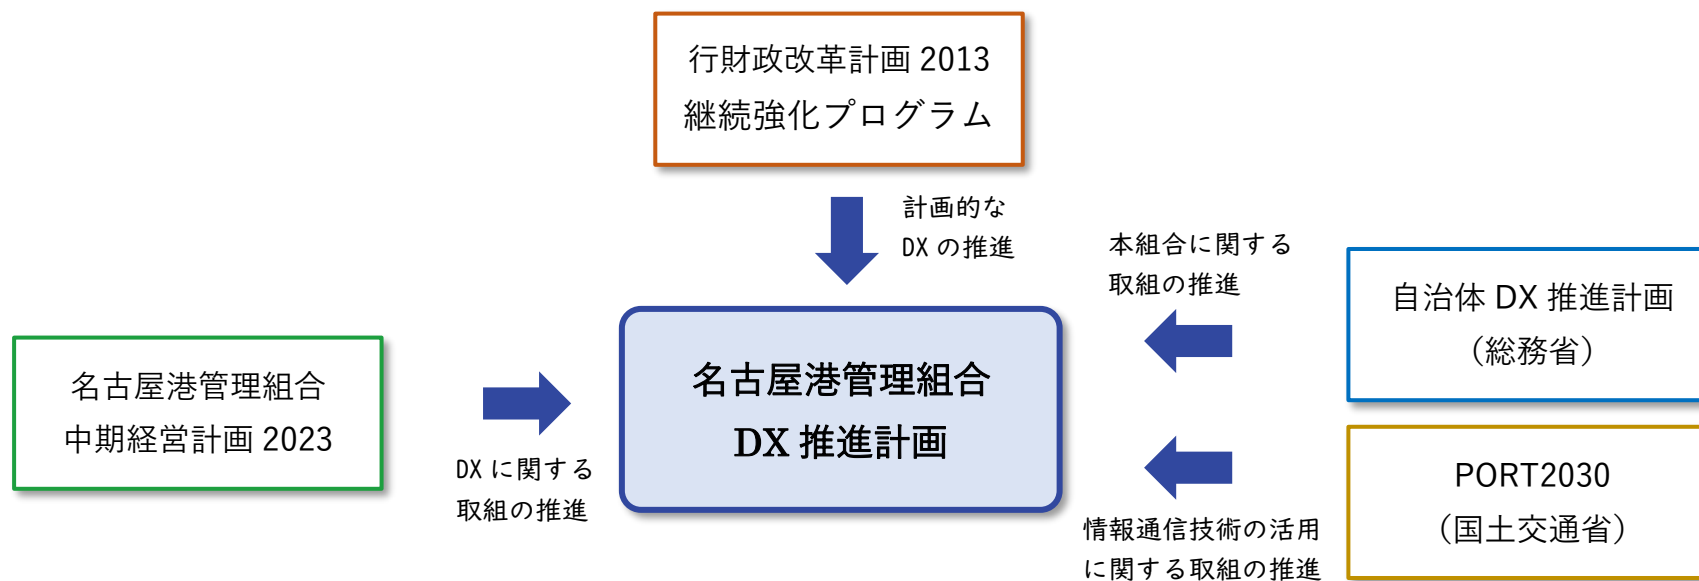 行財政改革計画 2013
継続強化プログラム
計画的な
DX の推進
本組合に関する
取組の推進
自治体 DX 推進計画
（総務省）
名古屋港管理組合
中期経営計画 2023
DX に関する
取組の推進
名古屋港管理組合
DX 推進計画
PORT2030
（国土交通省）
情報通信技術の活用
に関する取組の推進